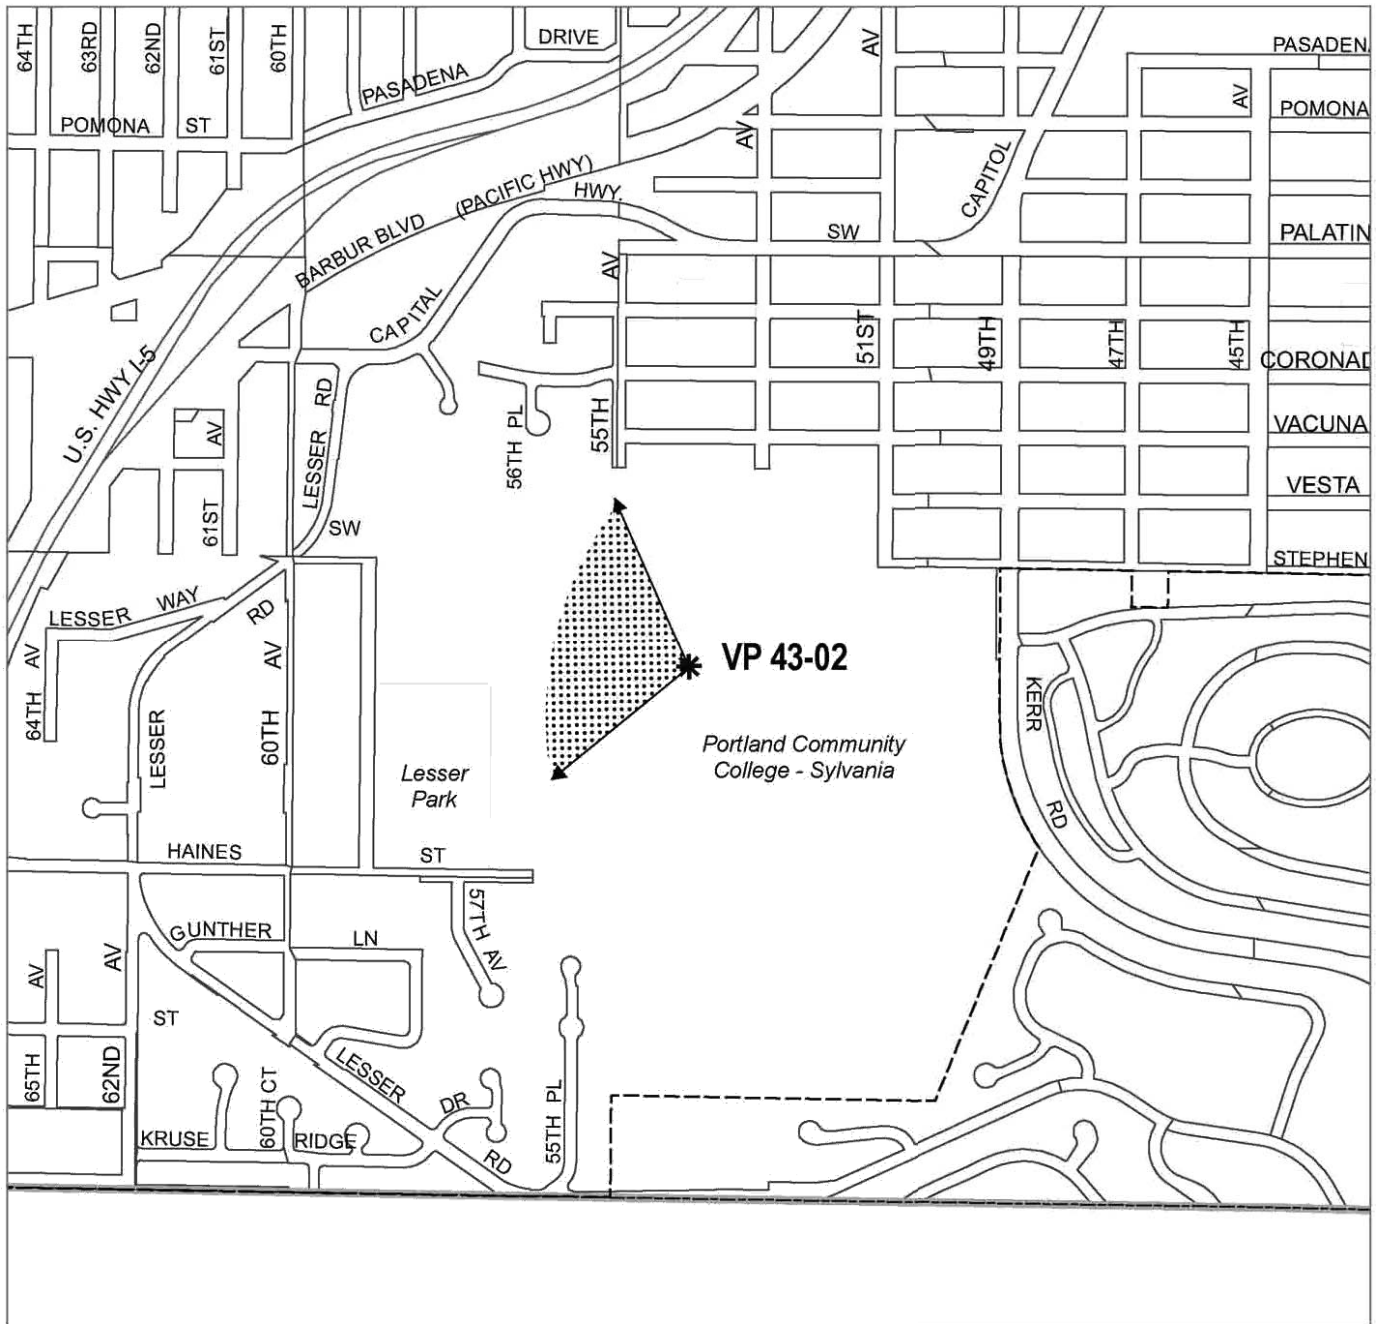 64TH
63RD
62ND
61ST
60TH
DRIVE
AV
PASADEN
PASADENA
AV
POMONA
POMONA ST
AV
CAPITOL
BARBUR BLVD (PACIFIC HWY)
HWY.
SW
PALATIN
AV
CAPITAL
U.S. HWY I-5
51ST
49TH
47TH
45TH
CORONAD
LESSER RD
56TH PL
55TH
VACUNA
AV
61ST
VESTA
SW
STEPHEN
LESSER WAY
RD
AV
64TH
AV
60TH
LESSER
VP 43-02
KERR
RD
Portland Community
College - Sylvania
Lesser
Park
HAINES
ST
57TH AV
GUNTHER
LN
AV
65TH
AV
62ND
ST
LESSER
RD
DR
60TH CT
55TH PL
KRUSE
RIDGE